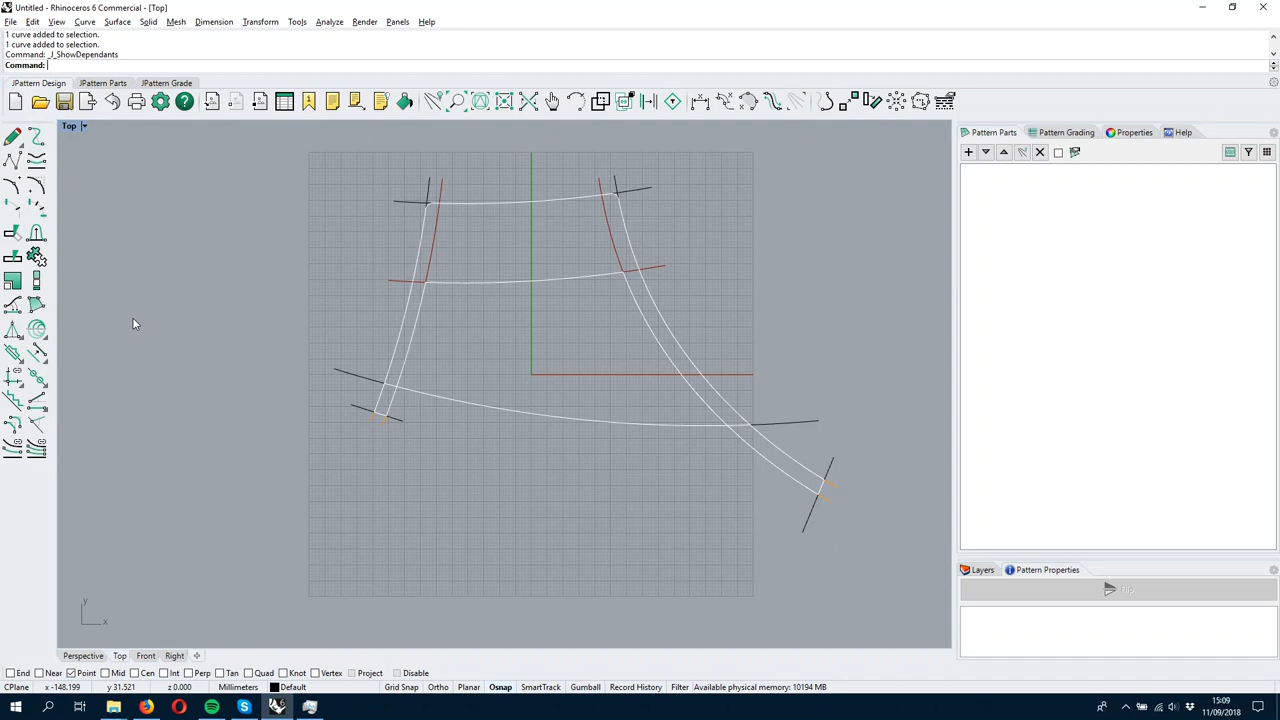 Untitled - Rhinoceros 6 Commercial - [Top]
File Edit View Curve Surface Solid Mesh Dimension Transform Tools Analyze Render Panels Help
1 curve added to selection.
1 curve added to selection.
Command: _J_ShowDependants
Command:
JPattern Design JPattern Parts JPattern Grade
Top
Pattern Parts Pattern Grading Properties Help
Layers Pattern Properties
Flip
y
x
Perspective Top Front Right
End Near Point Mid Cen Int Perp Tan Quad Knot Vertex Project Disable
CPlane x -148.199 y 31.521 z 0.000 Millimeters Default Grid Snap Ortho Planar Osnap SmartTrack Gumball Record History Filter Available physical memory: 10194 MB
15:09
11/09/2018